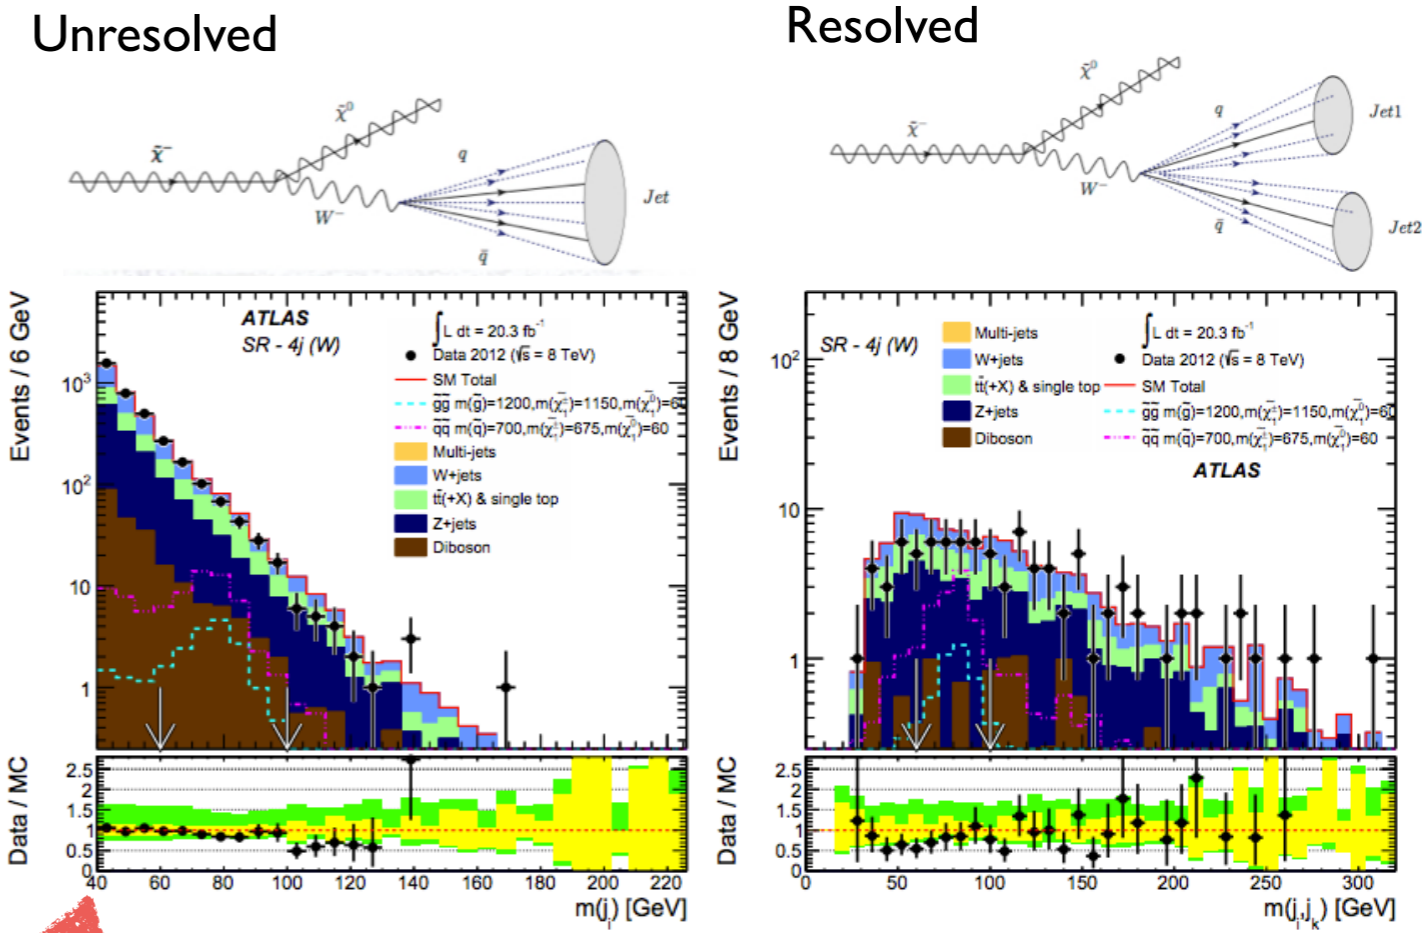 Unresolved
Resolved
χ̃⁰
χ̃⁻
q
W⁻
q̄
Jet
χ̃⁰
χ̃⁻
q
W⁻
q̄
Jet1
Jet2
Events / 6 GeV
ATLAS
SR - 4j (W)
∫ L dt = 20.3 fb⁻¹
Data 2012 (√s = 8 TeV)
SM Total
g̃g̃ m(g̃)=1200,m(χ̃₁±)=1150,m(χ̃₁⁰)=60
q̃q̃ m(q̃)=700,m(χ̃₁±)=675,m(χ̃₁⁰)=60
Multi-jets
W+jets
tt̄(+X) & single top
Z+jets
Diboson
10³
10²
10
1
Data / MC
2.5
2
1.5
1
0.5
0
40 60 80 100 120 140 160 180 200 220
m(jᵢ) [GeV]
Events / 8 GeV
SR - 4j (W)
Multi-jets
W+jets
tt̄(+X) & single top
Z+jets
Diboson
∫ L dt = 20.3 fb⁻¹
Data 2012 (√s = 8 TeV)
SM Total
g̃g̃ m(g̃)=1200,m(χ̃₁±)=1150,m(χ̃₁⁰)=60
q̃q̃ m(q̃)=700,m(χ̃₁±)=675,m(χ̃₁⁰)=60
ATLAS
10²
10
1
Data / MC
2.5
2
1.5
1
0.5
0
0 50 100 150 200 250 300
m(jᵢ,jₖ) [GeV]